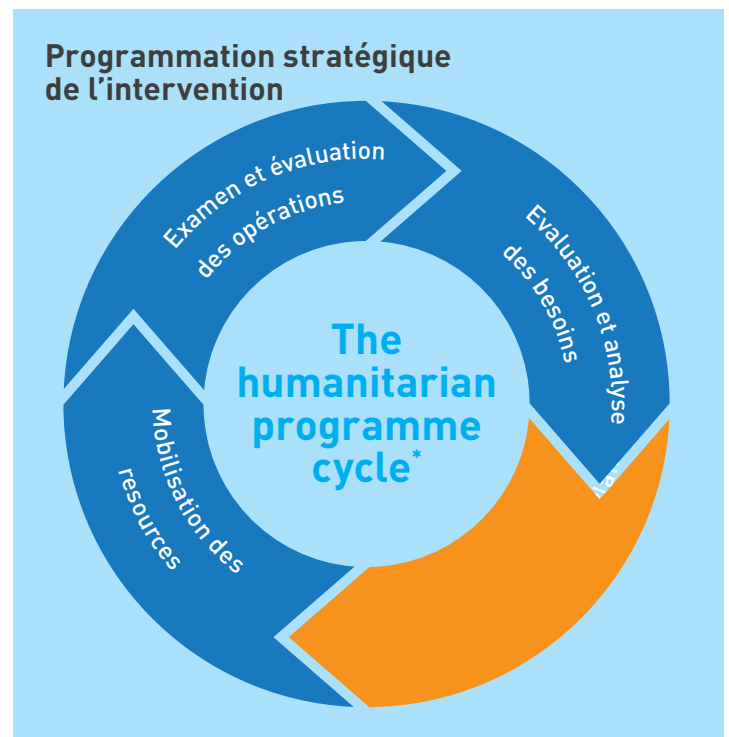 Programmation stratégique
de l'intervention
Examen et évaluation
des opérations
Evaluation et analyse
des besoins
The
humanitarian
programme
cycle*
Mobilisation des
resources